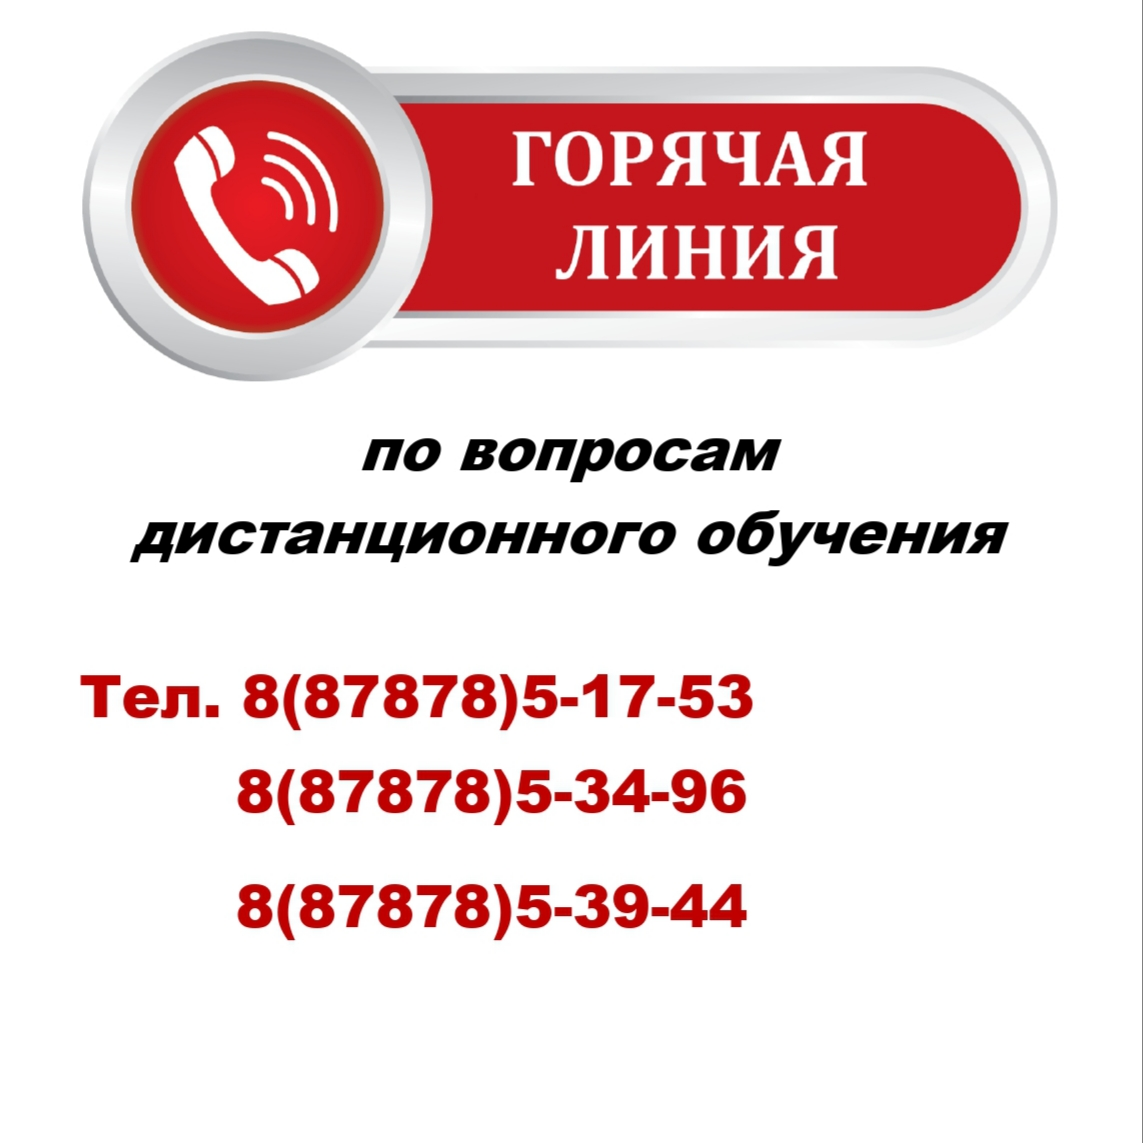 ГОРЯЧАЯ
ЛИНИЯ
по вопросам
дистанционного обучения
Тел. 8(87878)5-17-53
8(87878)5-34-96
8(87878)5-39-44